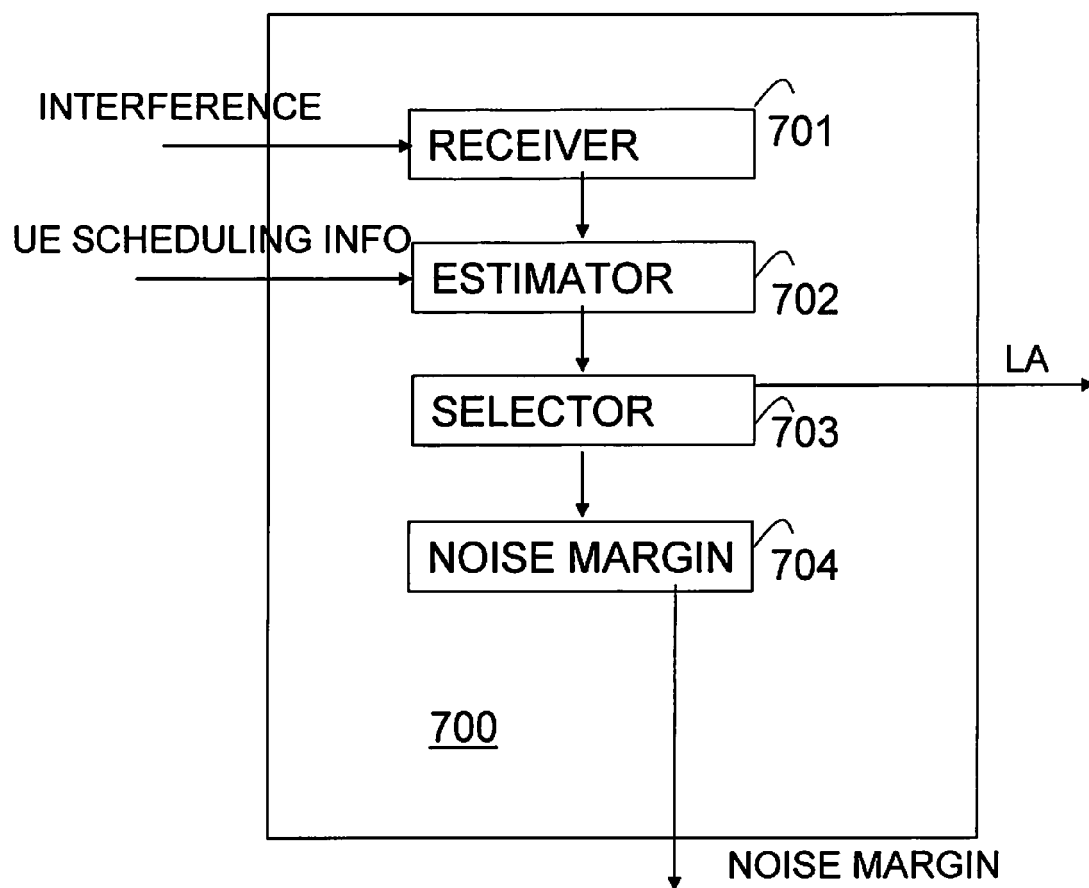 INTERFERENCE
RECEIVER
701
UE SCHEDULING INFO
ESTIMATOR
702
LA
SELECTOR
703
NOISE MARGIN
704
700
NOISE MARGIN